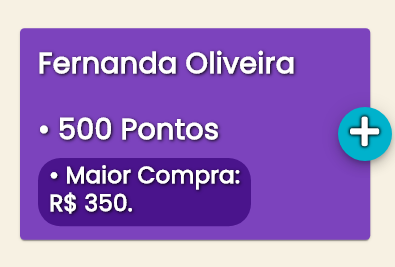 Fernanda Oliveira
• 500 Pontos
• Maior Compra:
R$ 350.
+